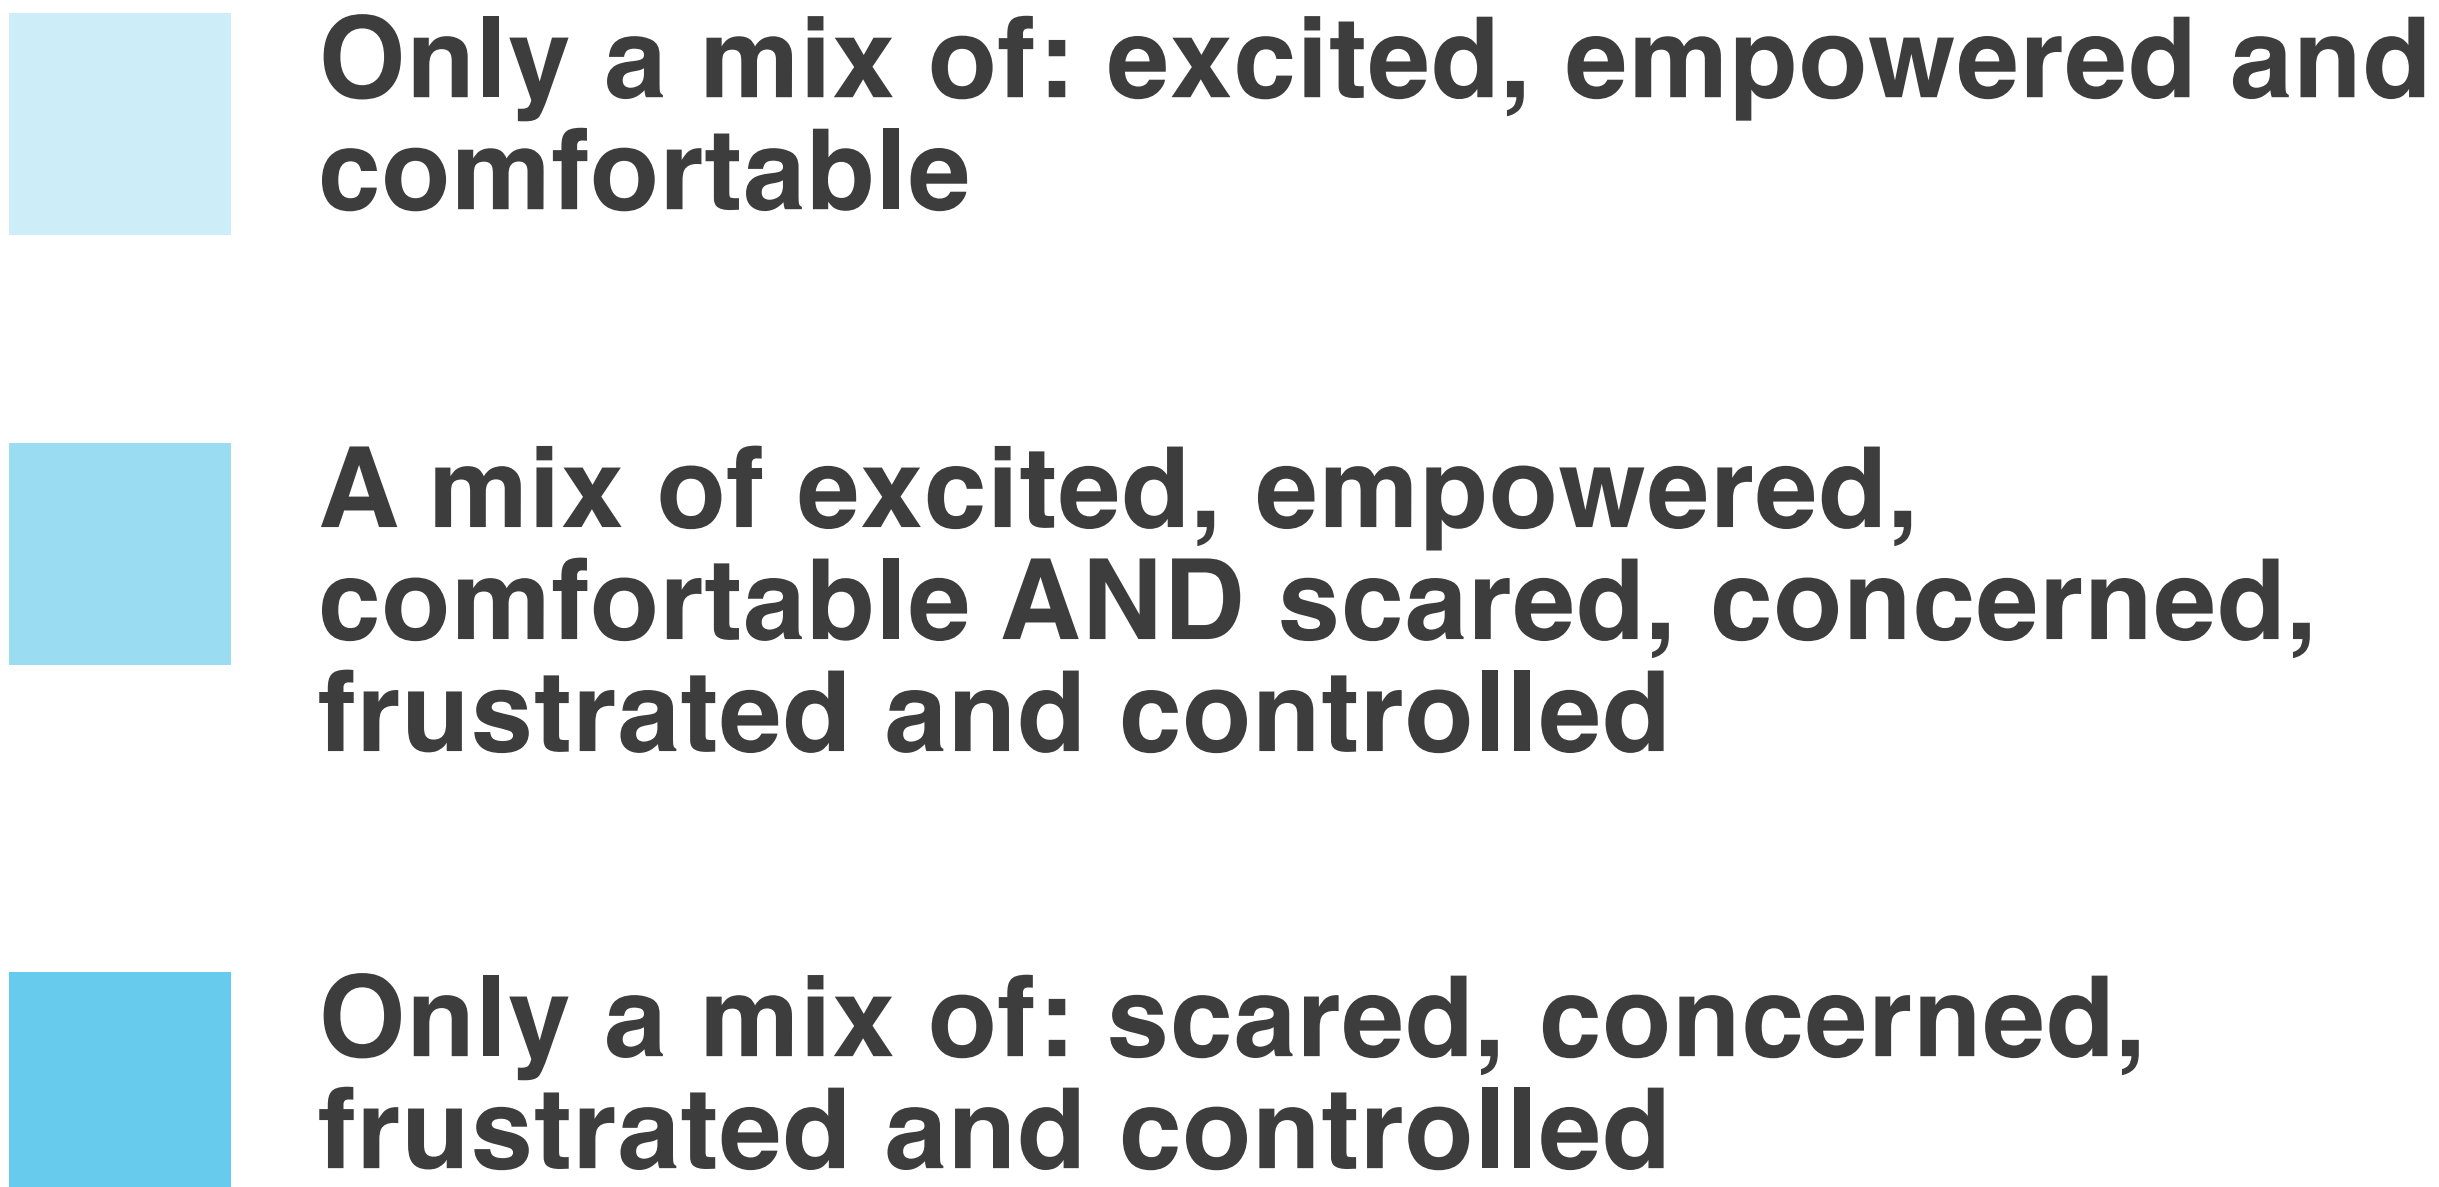 Only a mix of: excited, empowered and
comfortable
A mix of excited, empowered,
comfortable AND scared, concerned,
frustrated and controlled
Only a mix of: scared, concerned,
frustrated and controlled